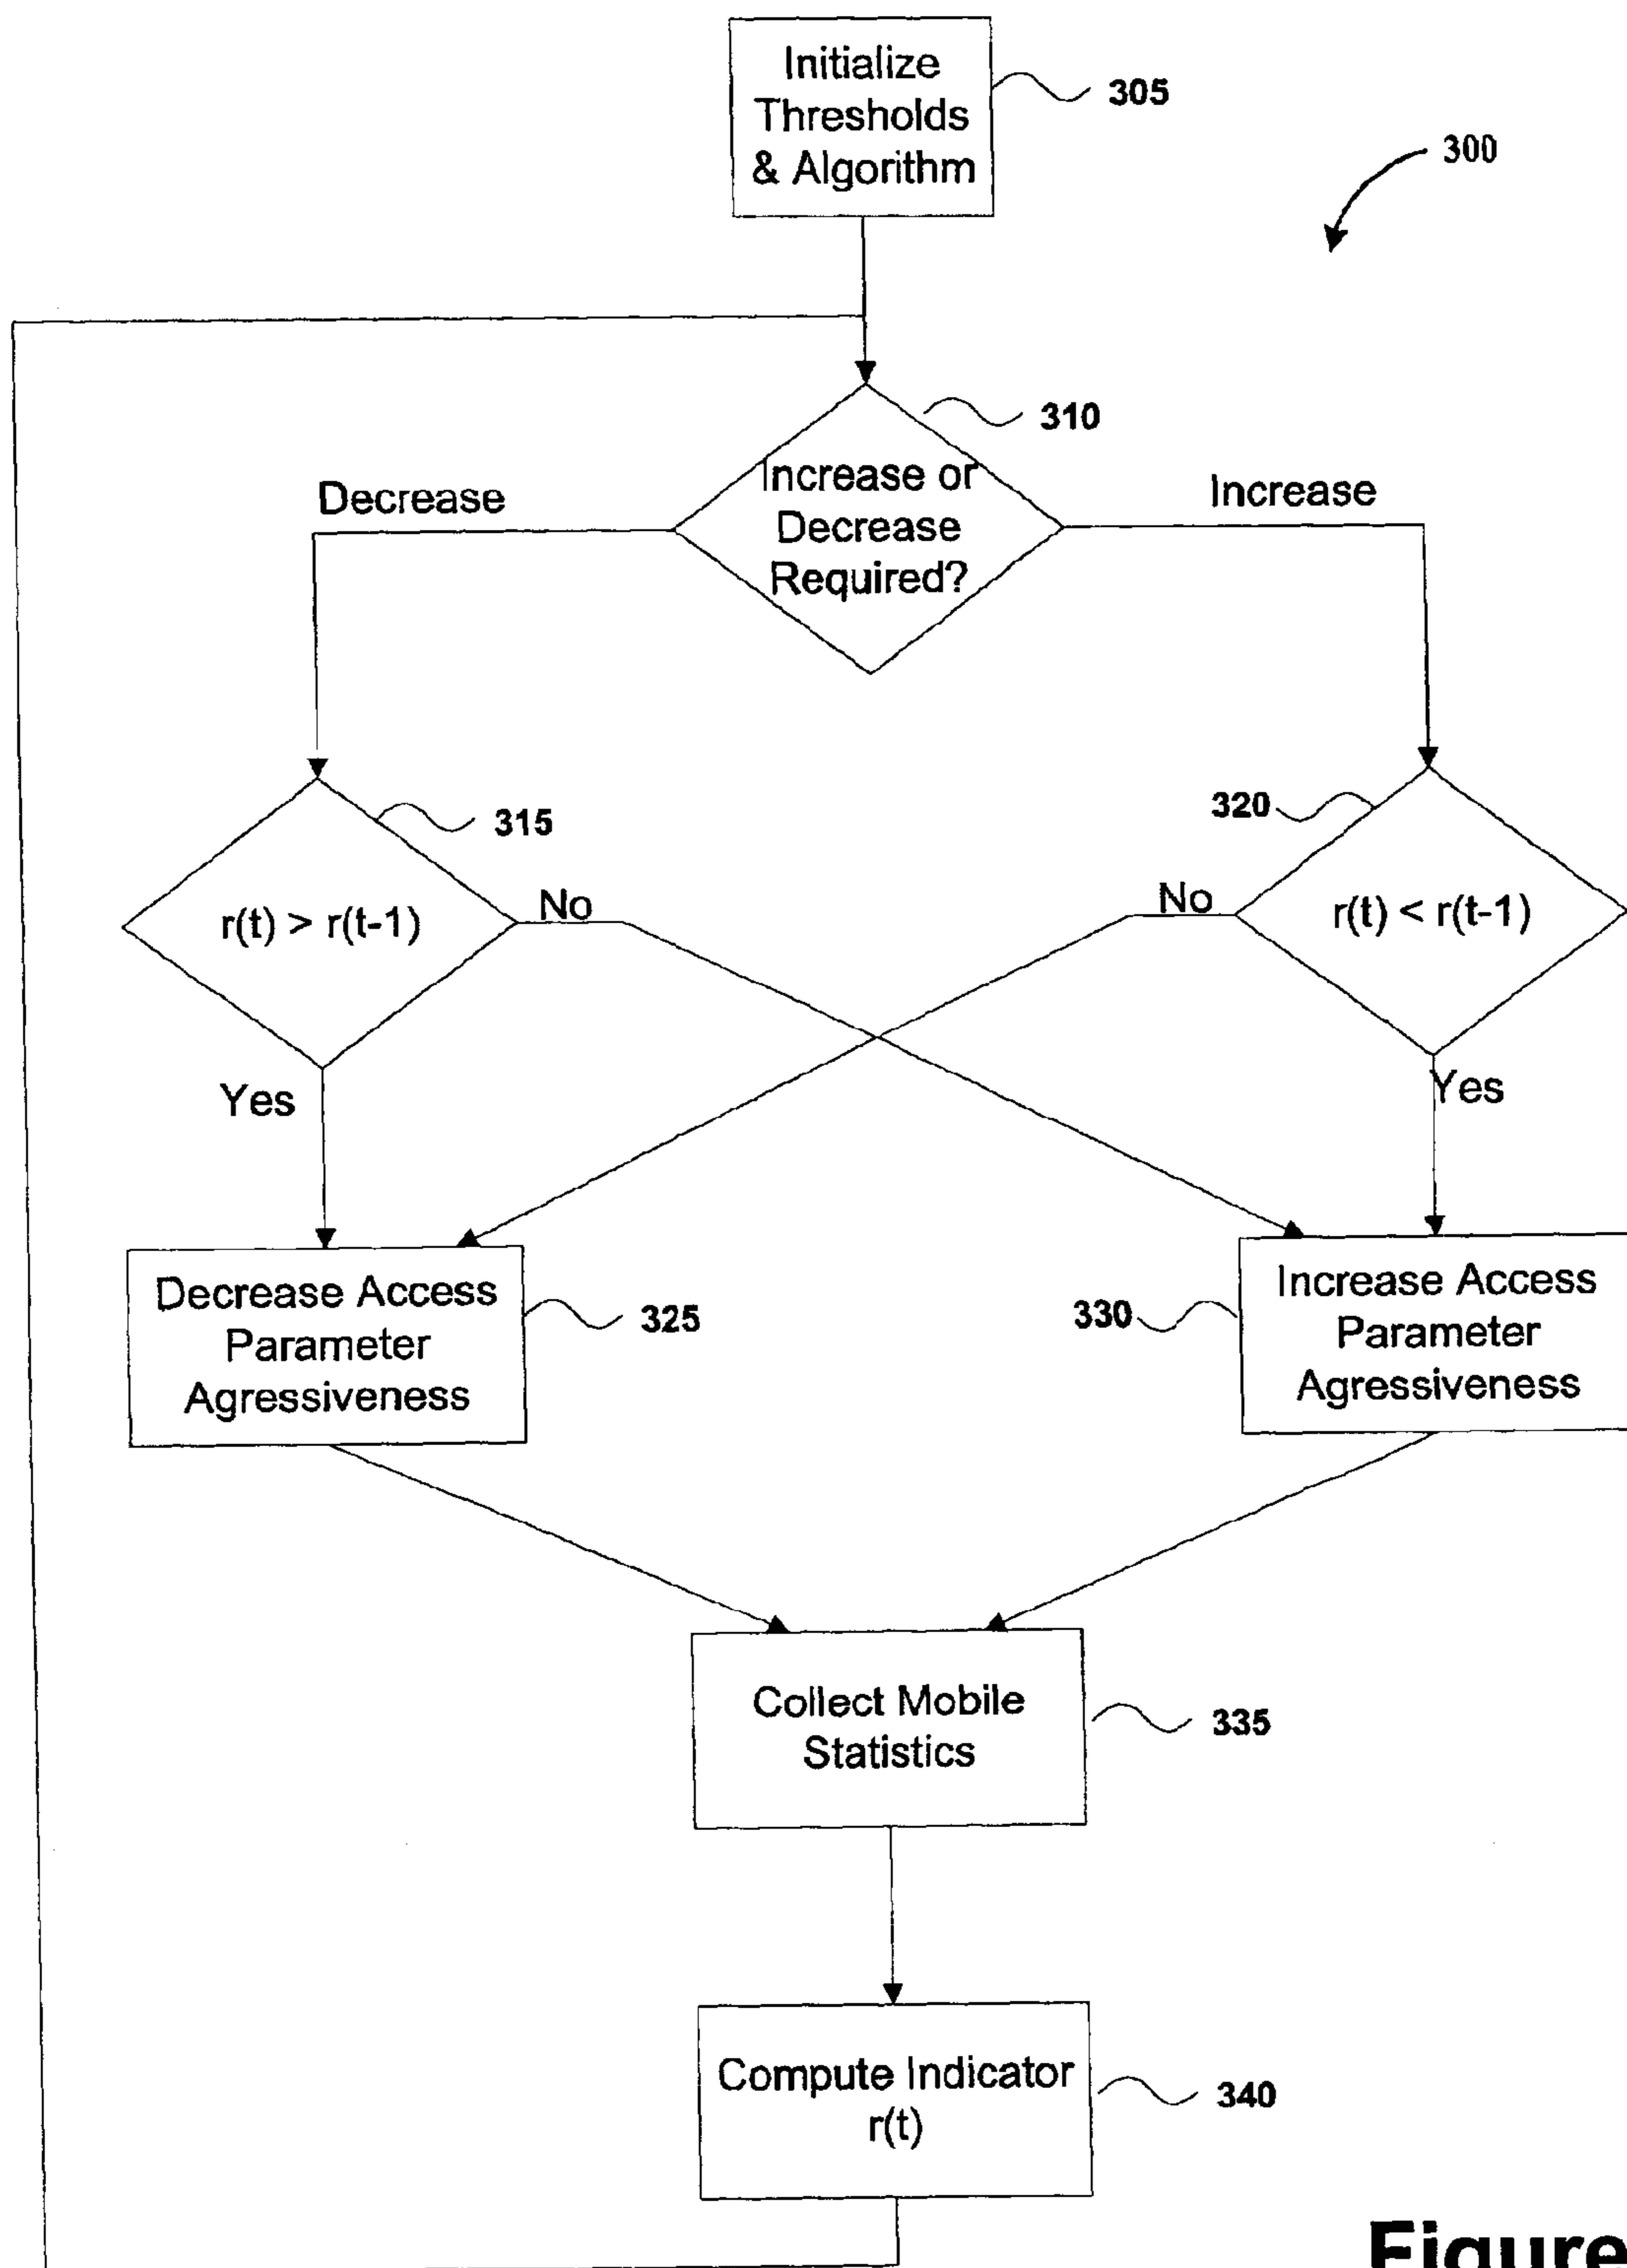 Initialize
Thresholds
& Algorithm
305
300
310
Increase or
Decrease
Required?
Decrease
Increase
315
320
r(t) > r(t-1)
No
No
r(t) < r(t-1)
Yes
Yes
Decrease Access
Parameter
Agressiveness
325
330
Increase Access
Parameter
Agressiveness
Collect Mobile
Statistics
335
Compute Indicator
r(t)
340
Figure